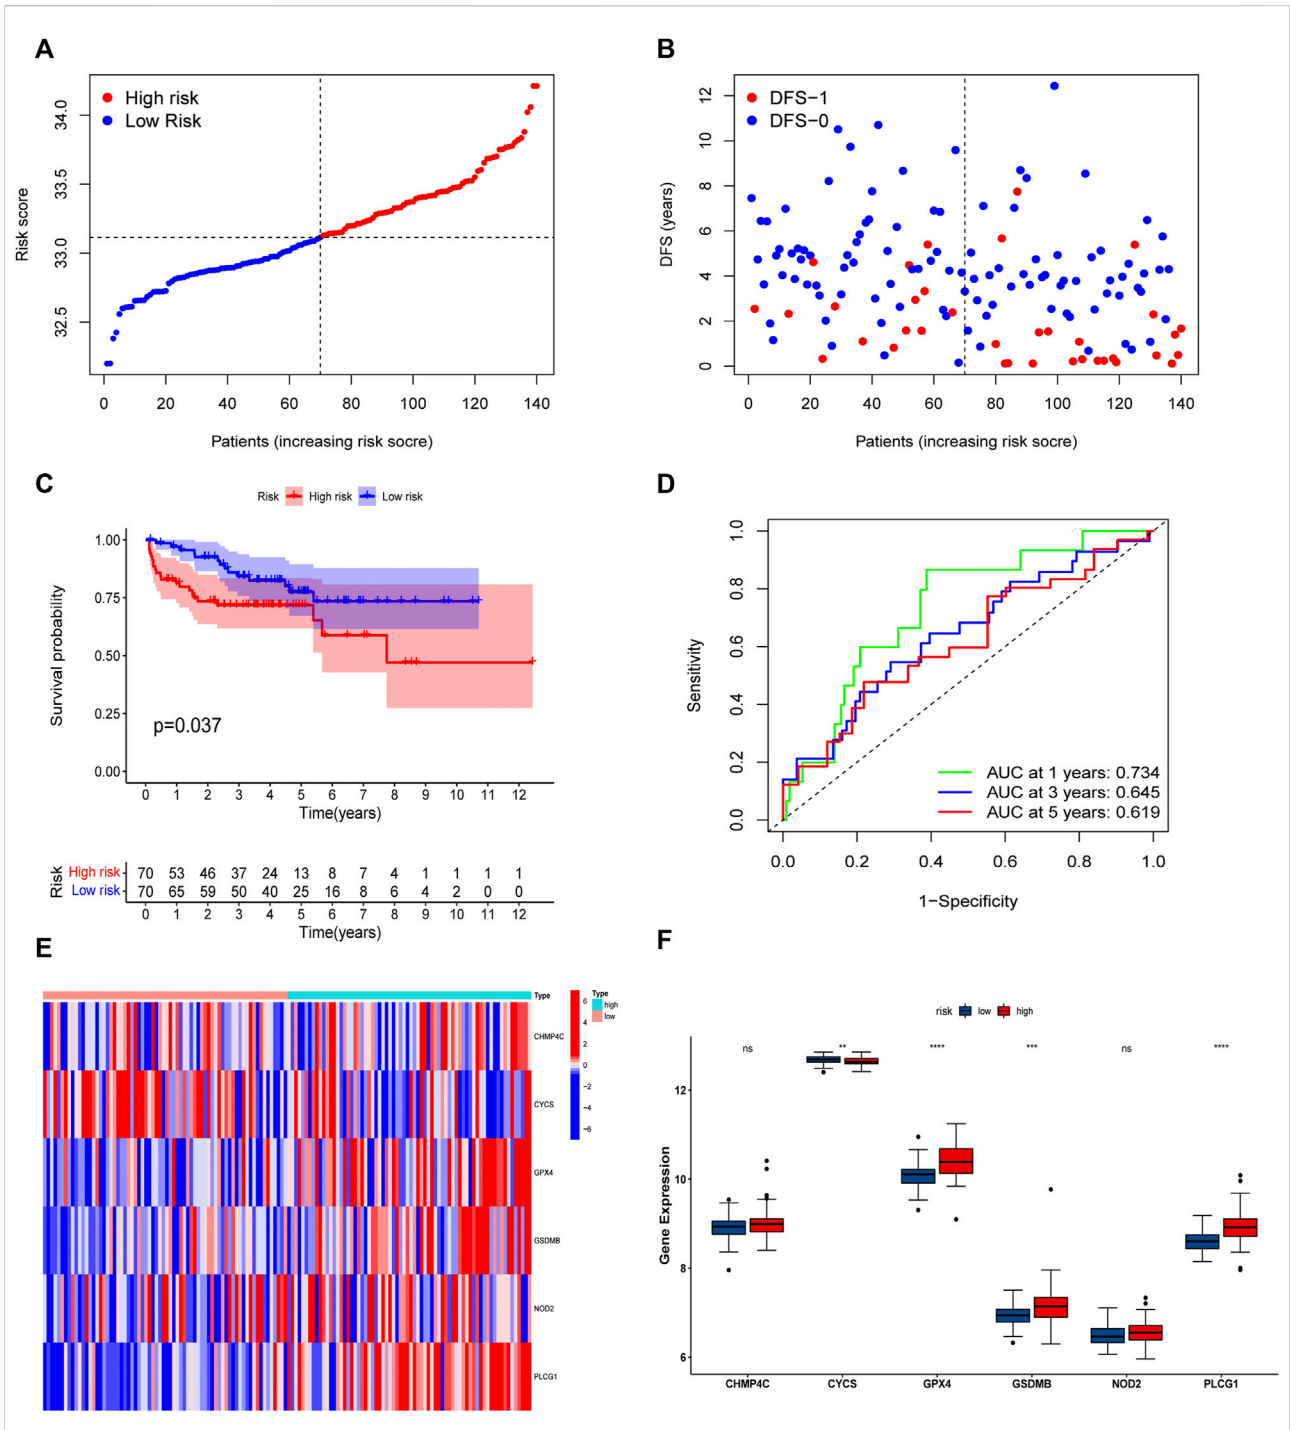 A
High risk
Low Risk
Risk score
34.0
33.5
33.0
32.5
0 20 40 60 80 100 120 140
Patients (increasing risk socre)
B
DFS−1
DFS−0
DFS (years)
12
10
8
6
4
2
0
0 20 40 60 80 100 120 140
Patients (increasing risk socre)
C
Risk High risk Low risk
Survival probability
1.00
0.75
0.50
0.25
0.00
p=0.037
0 1 2 3 4 5 6 7 8 9 10 11 12
Time(years)
Risk
High risk 70 53 46 37 24 13 8 7 4 1 1 1 1
Low risk 70 65 59 50 40 25 16 8 6 4 2 0 0
0 1 2 3 4 5 6 7 8 9 10 11 12
Time(years)
D
Sensitivity
1.0
0.8
0.6
0.4
0.2
0.0
AUC at 1 years: 0.734
AUC at 3 years: 0.645
AUC at 5 years: 0.619
0.0 0.2 0.4 0.6 0.8 1.0
1−Specificity
E
Type
CHMP4C
CYCS
GPX4
GSDMB
NOD2
PLCG1
6
4
2
0
−2
−4
−6
Type
high
low
F
risk low high
ns ** **** *** ns ****
Gene Expression
12
10
8
6
CHMP4C CYCS GPX4 GSDMB NOD2 PLCG1